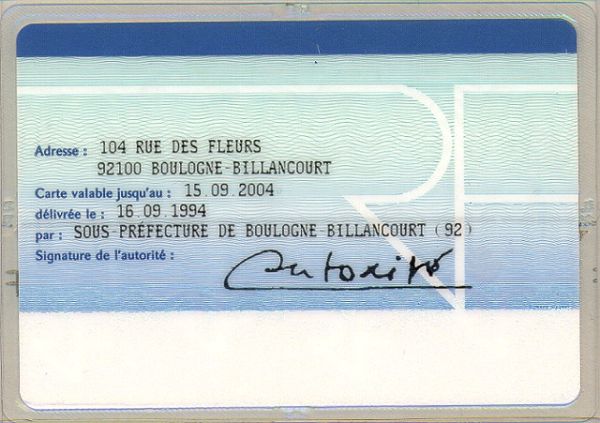 Adresse : 104 RUE DES FLEURS
92100 BOULOGNE-BILLANCOURT
Carte valable jusqu'au : 15.09.2004
délivrée le : 16.09.1994
par : SOUS-PRÉFECTURE DE BOULOGNE-BILLANCOURT (92)
Signature de l'autorité :
Autorité
RF